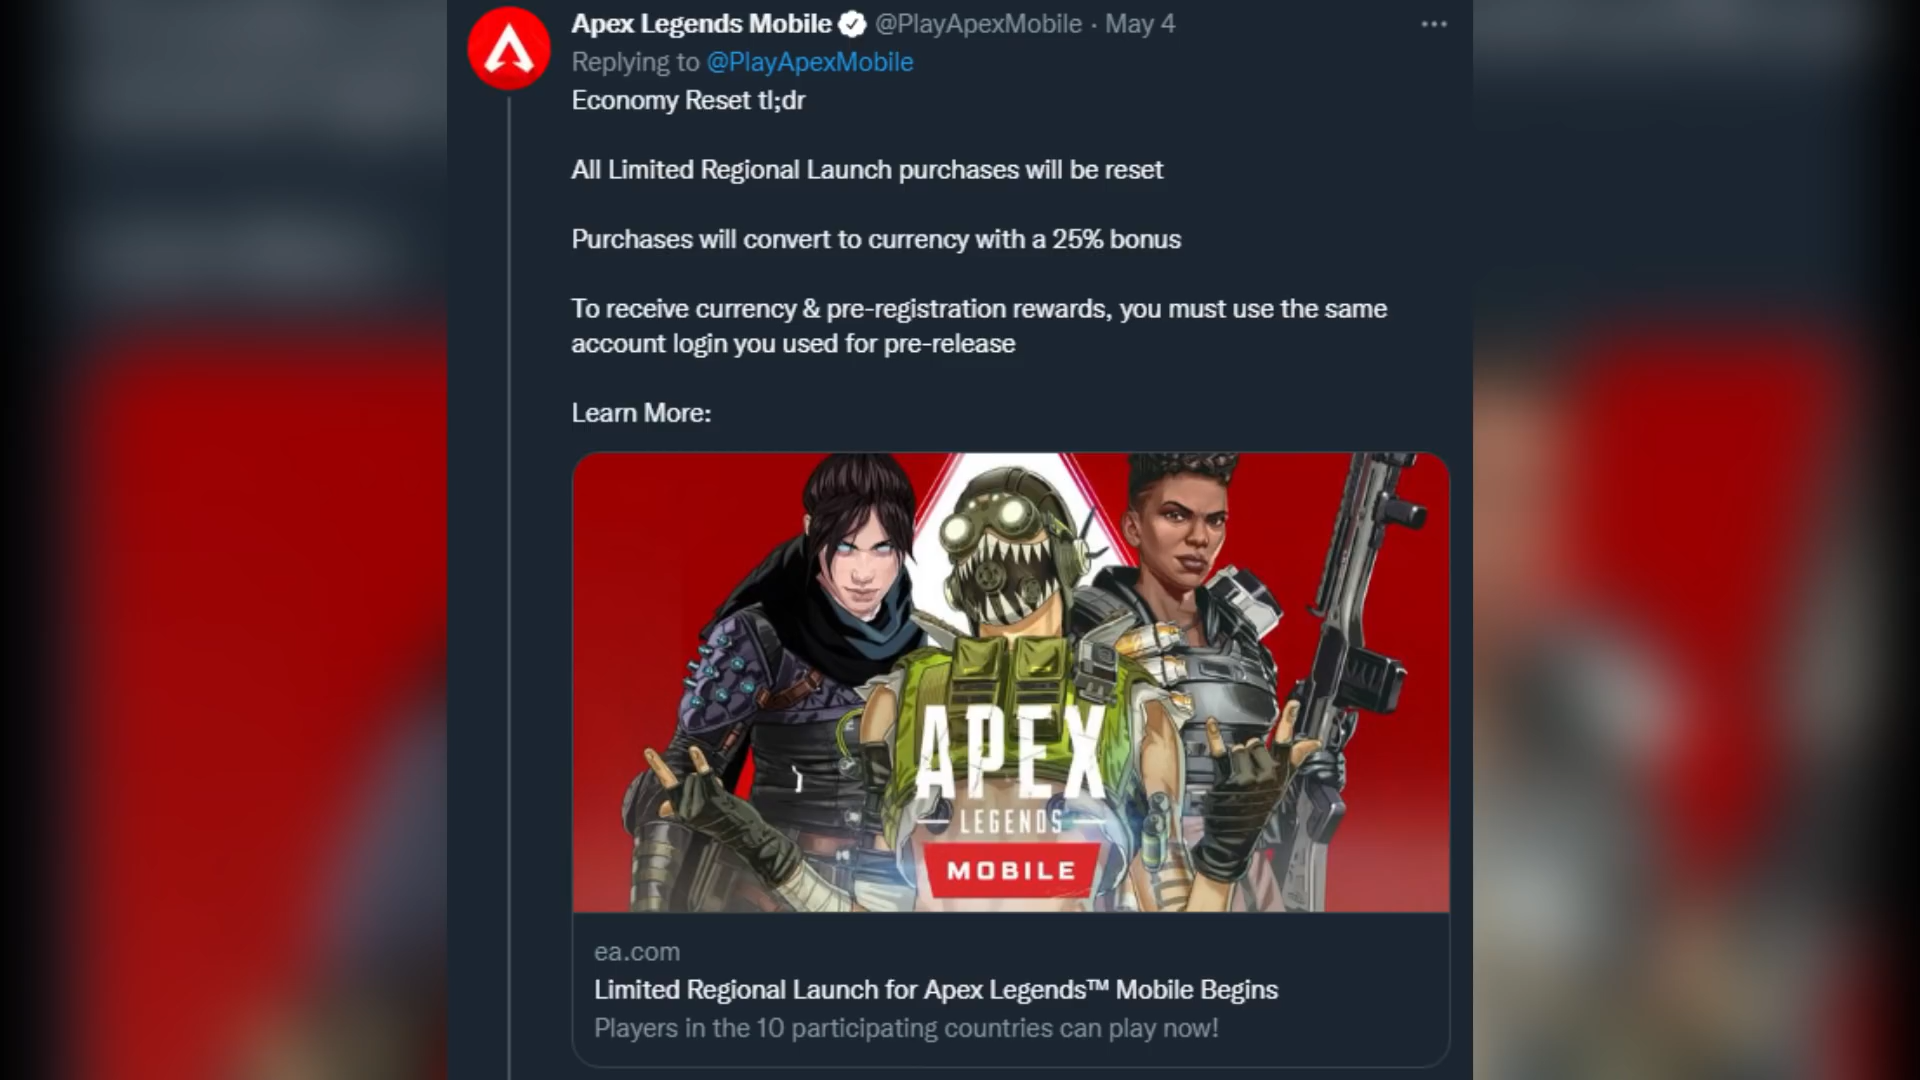 Apex Legends Mobile @PlayApexMobile · May 4
Replying to @PlayApexMobile
Economy Reset tl;dr
All Limited Regional Launch purchases will be reset
Purchases will convert to currency with a 25% bonus
To receive currency & pre-registration rewards, you must use the same
account login you used for pre-release
Learn More:
APEX
LEGENDS
MOBILE
ea.com
Limited Regional Launch for Apex Legends™ Mobile Begins
Players in the 10 participating countries can play now!